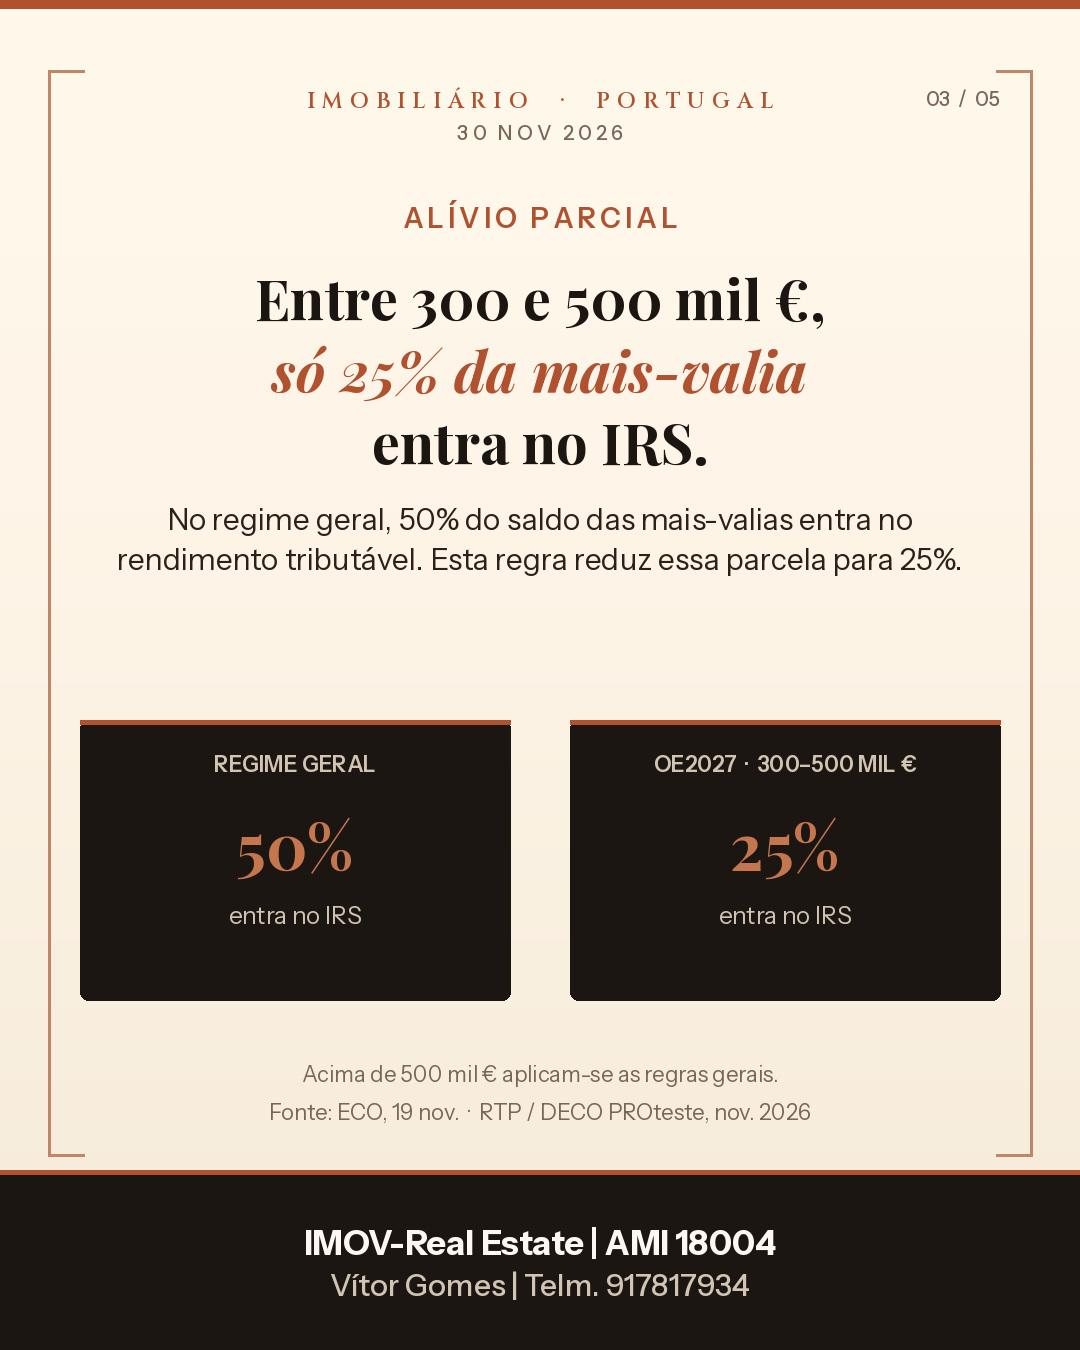 IMOBILIÁRIO · PORTUGAL
03 / 05
30 NOV 2026
ALÍVIO PARCIAL
Entre 300 e 500 mil €,
só 25% da mais-valia
entra no IRS.
No regime geral, 50% do saldo das mais-valias entra no
rendimento tributável. Esta regra reduz essa parcela para 25%.
REGIME GERAL
50%
entra no IRS
OE2027 · 300–500 MIL €
25%
entra no IRS
Acima de 500 mil € aplicam-se as regras gerais.
Fonte: ECO, 19 nov. · RTP / DECO PROteste, nov. 2026
IMOV-Real Estate | AMI 18004
Vítor Gomes | Telm. 917817934